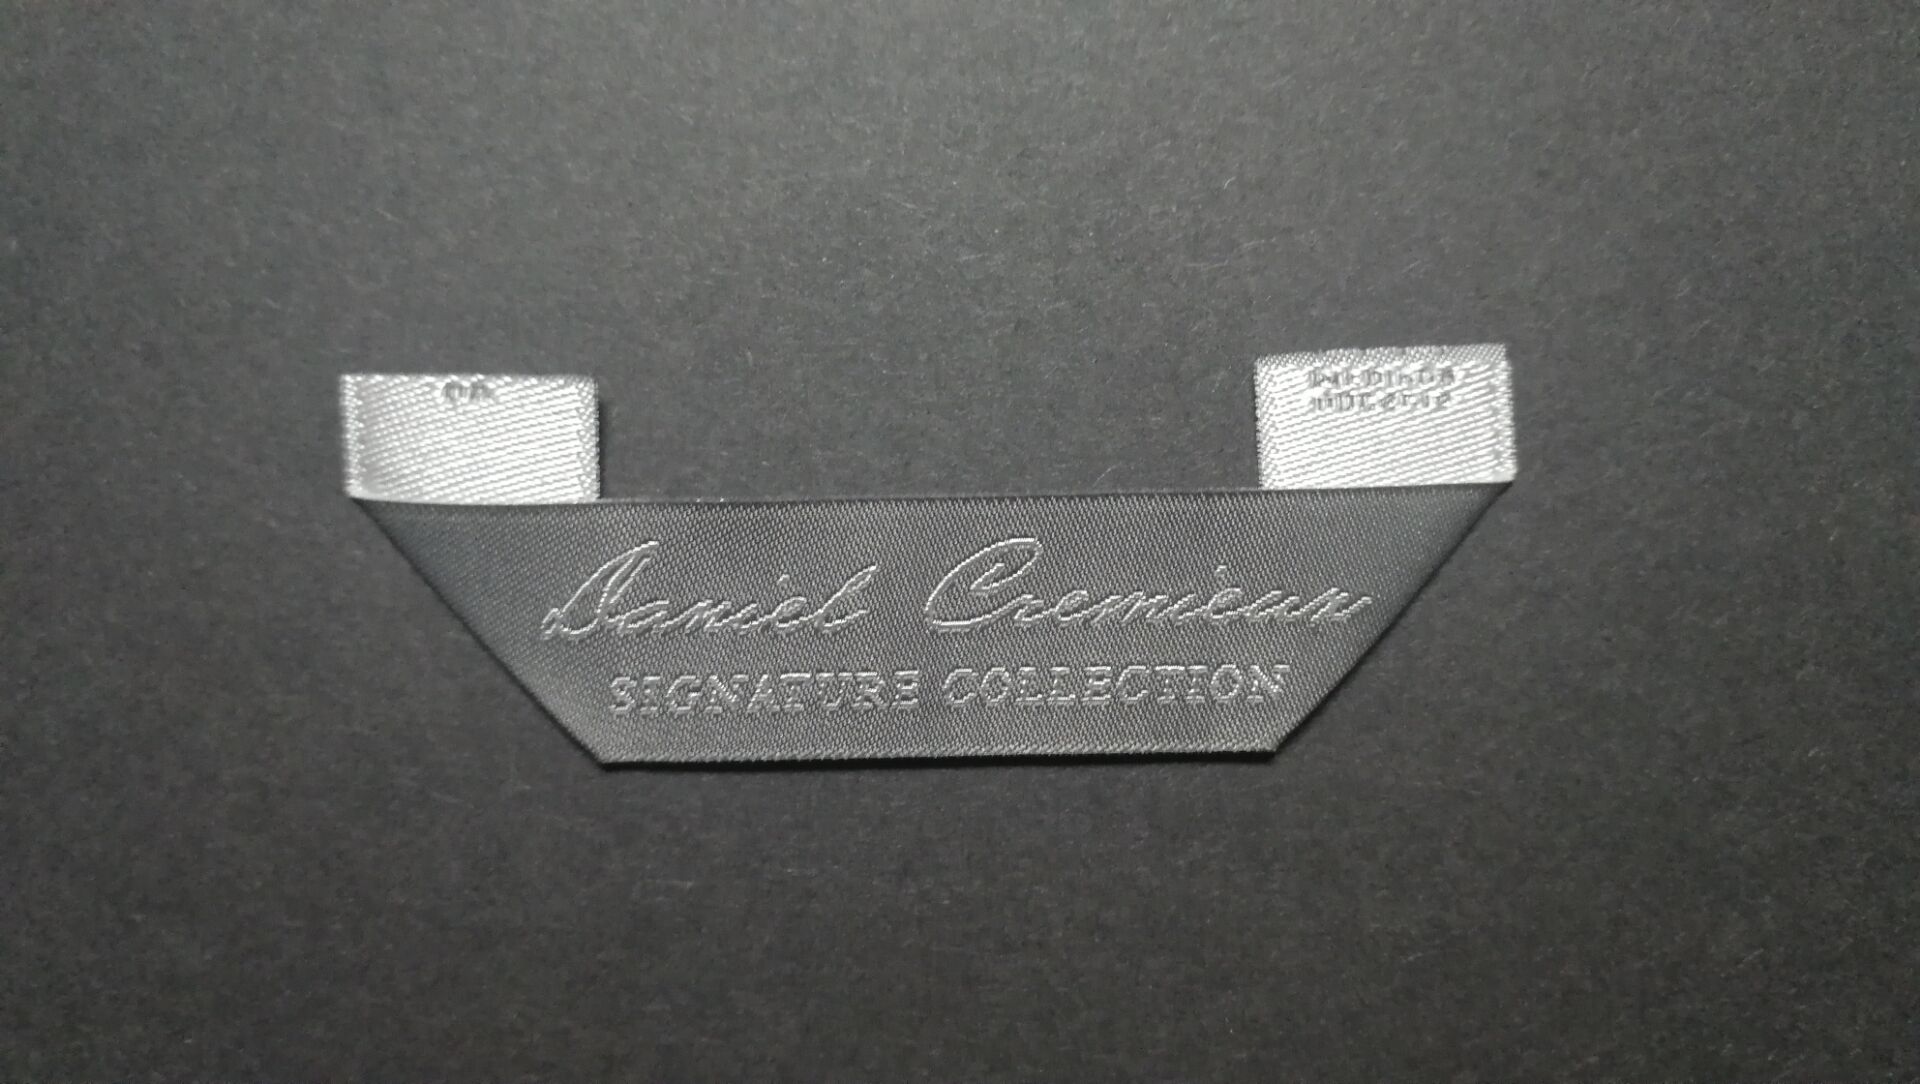 Daniel Cremieux
SIGNATURE COLLECTION